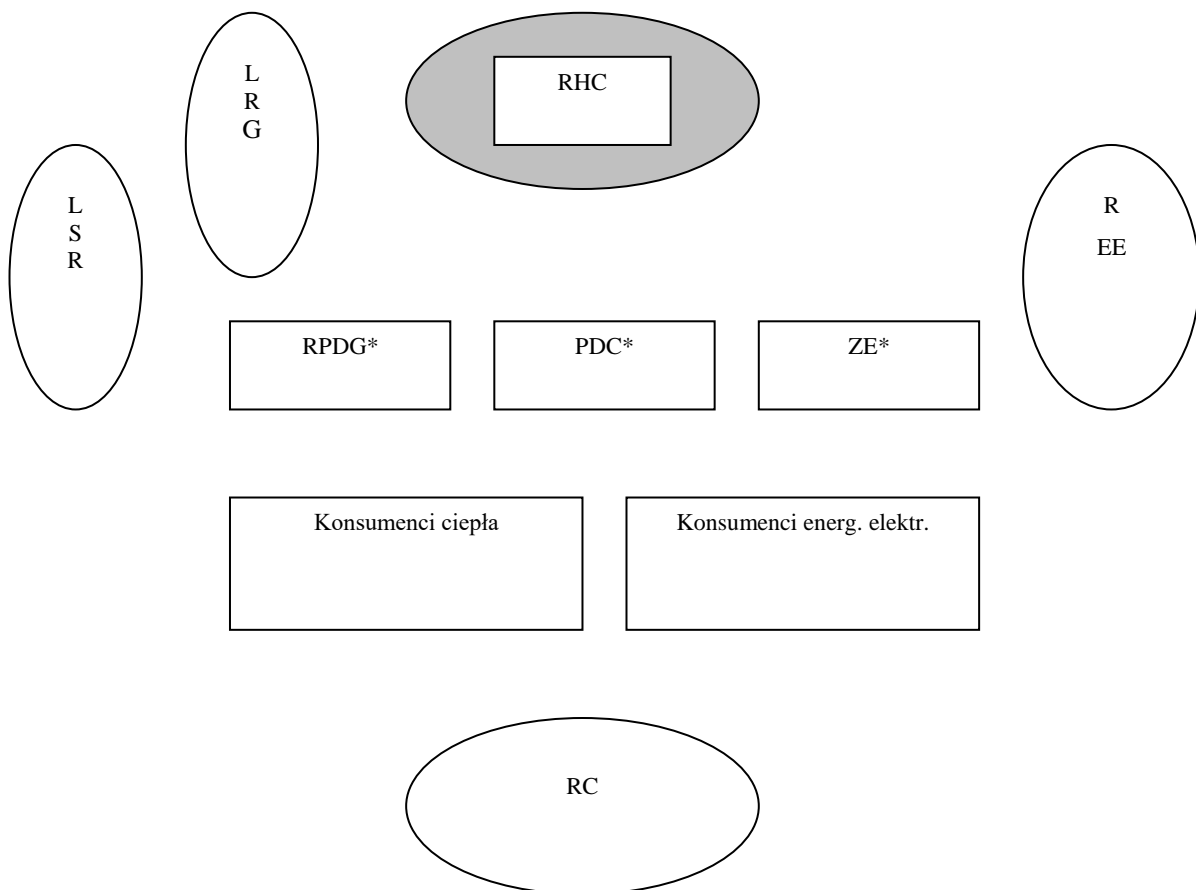 L
R
G
RHC
L
S
R
R
EE
RPDG*
PDC*
ZE*
Konsumenci ciepła
Konsumenci energ. elektr.
RC